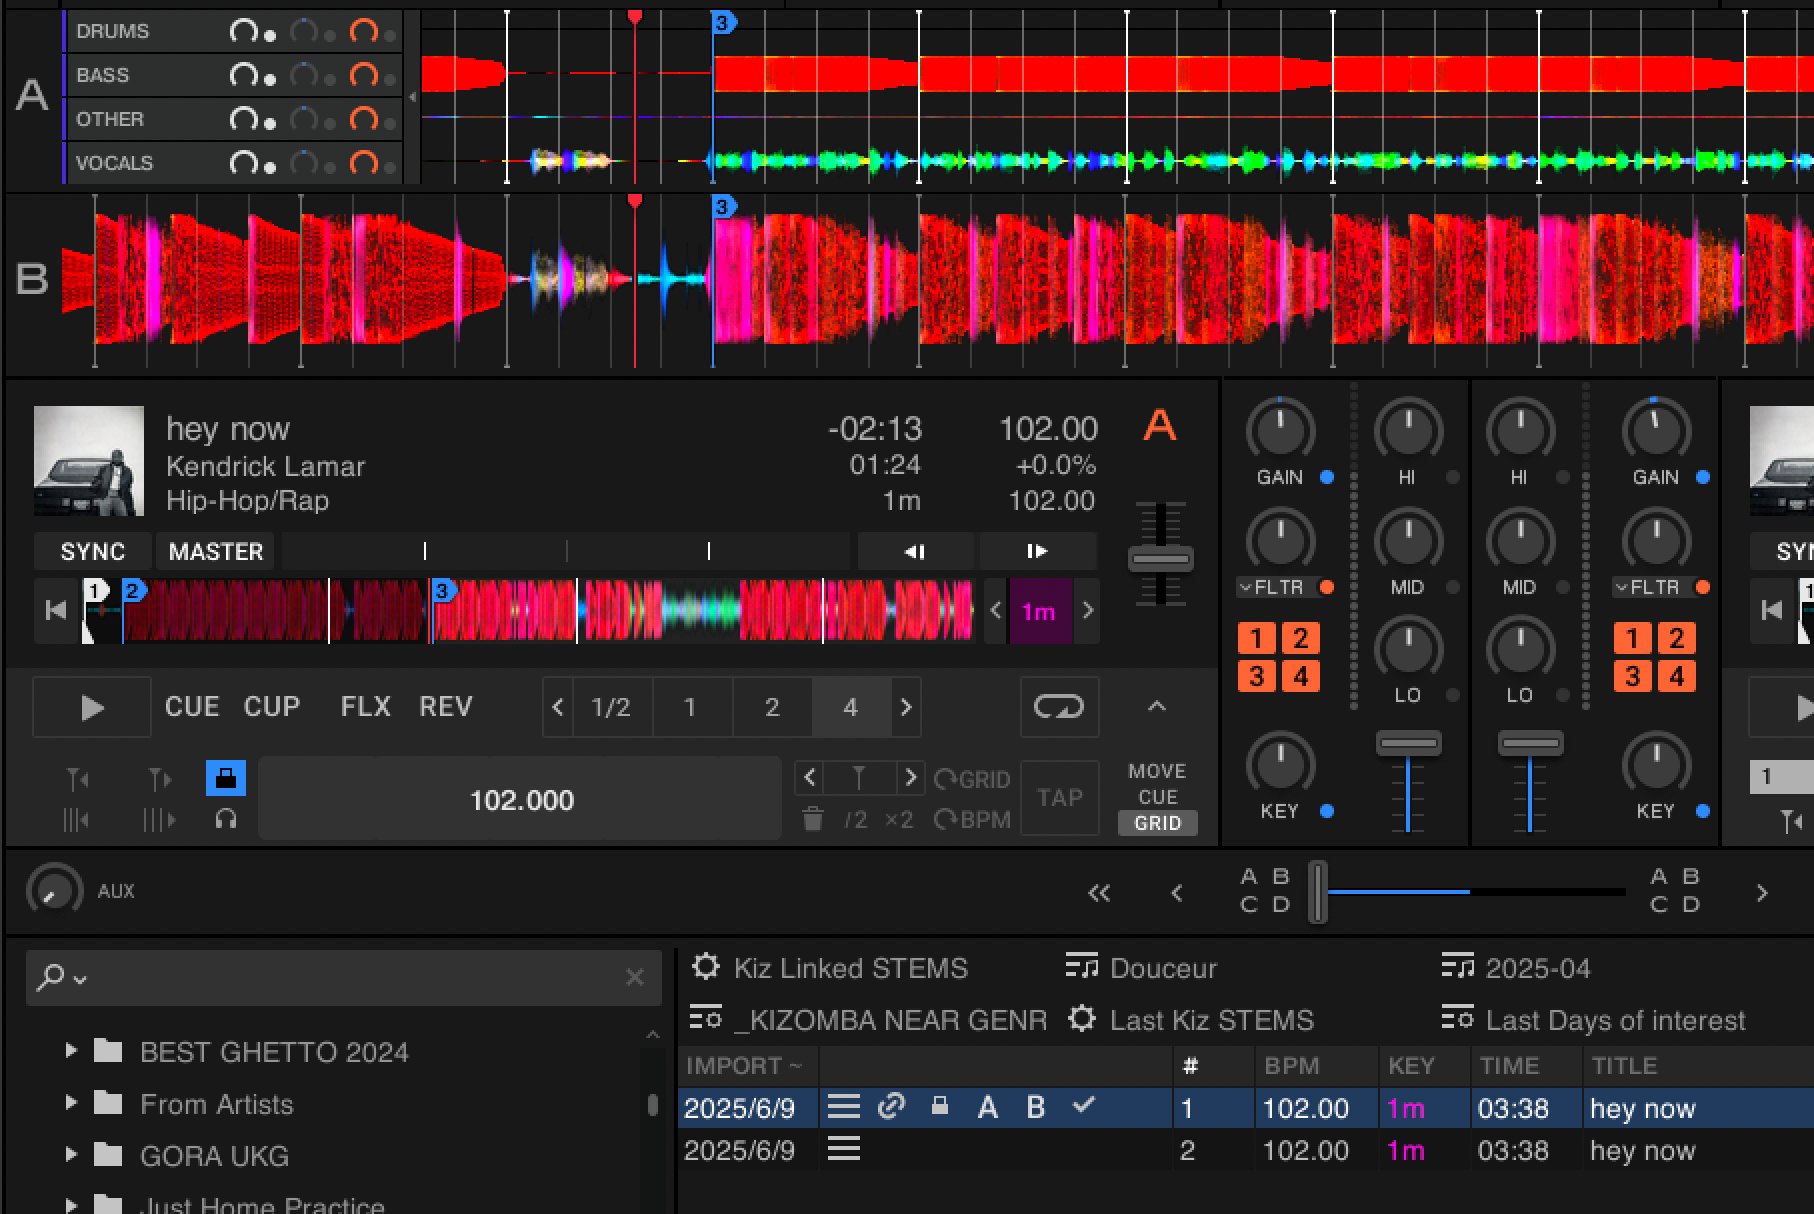 A
DRUMS
BASS
OTHER
VOCALS
3
B
3
hey now
Kendrick Lamar
Hip-Hop/Rap
-02:13
01:24
1m
102.00
+0.0%
102.00
A
SYNC
MASTER
1
2
3
1m
CUE
CUP
FLX
REV
1/2
1
2
4
102.000
GRID
/2
×2
BPM
TAP
MOVE
CUE
GRID
GAIN
HI
HI
GAIN
FLTR
MID
MID
FLTR
1 2
3 4
LO
LO
1 2
3 4
KEY
KEY
SY
1
1
AUX
A B
C D
A B
C D
BEST GHETTO 2024
From Artists
GORA UKG
Just Home Practice
Kiz Linked STEMS
Douceur
2025-04
_KIZOMBA NEAR GENR
Last Kiz STEMS
Last Days of interest
IMPORT ~ # BPM KEY TIME TITLE
2025/6/9 A B 1 102.00 1m 03:38 hey now
2025/6/9 2 102.00 1m 03:38 hey now